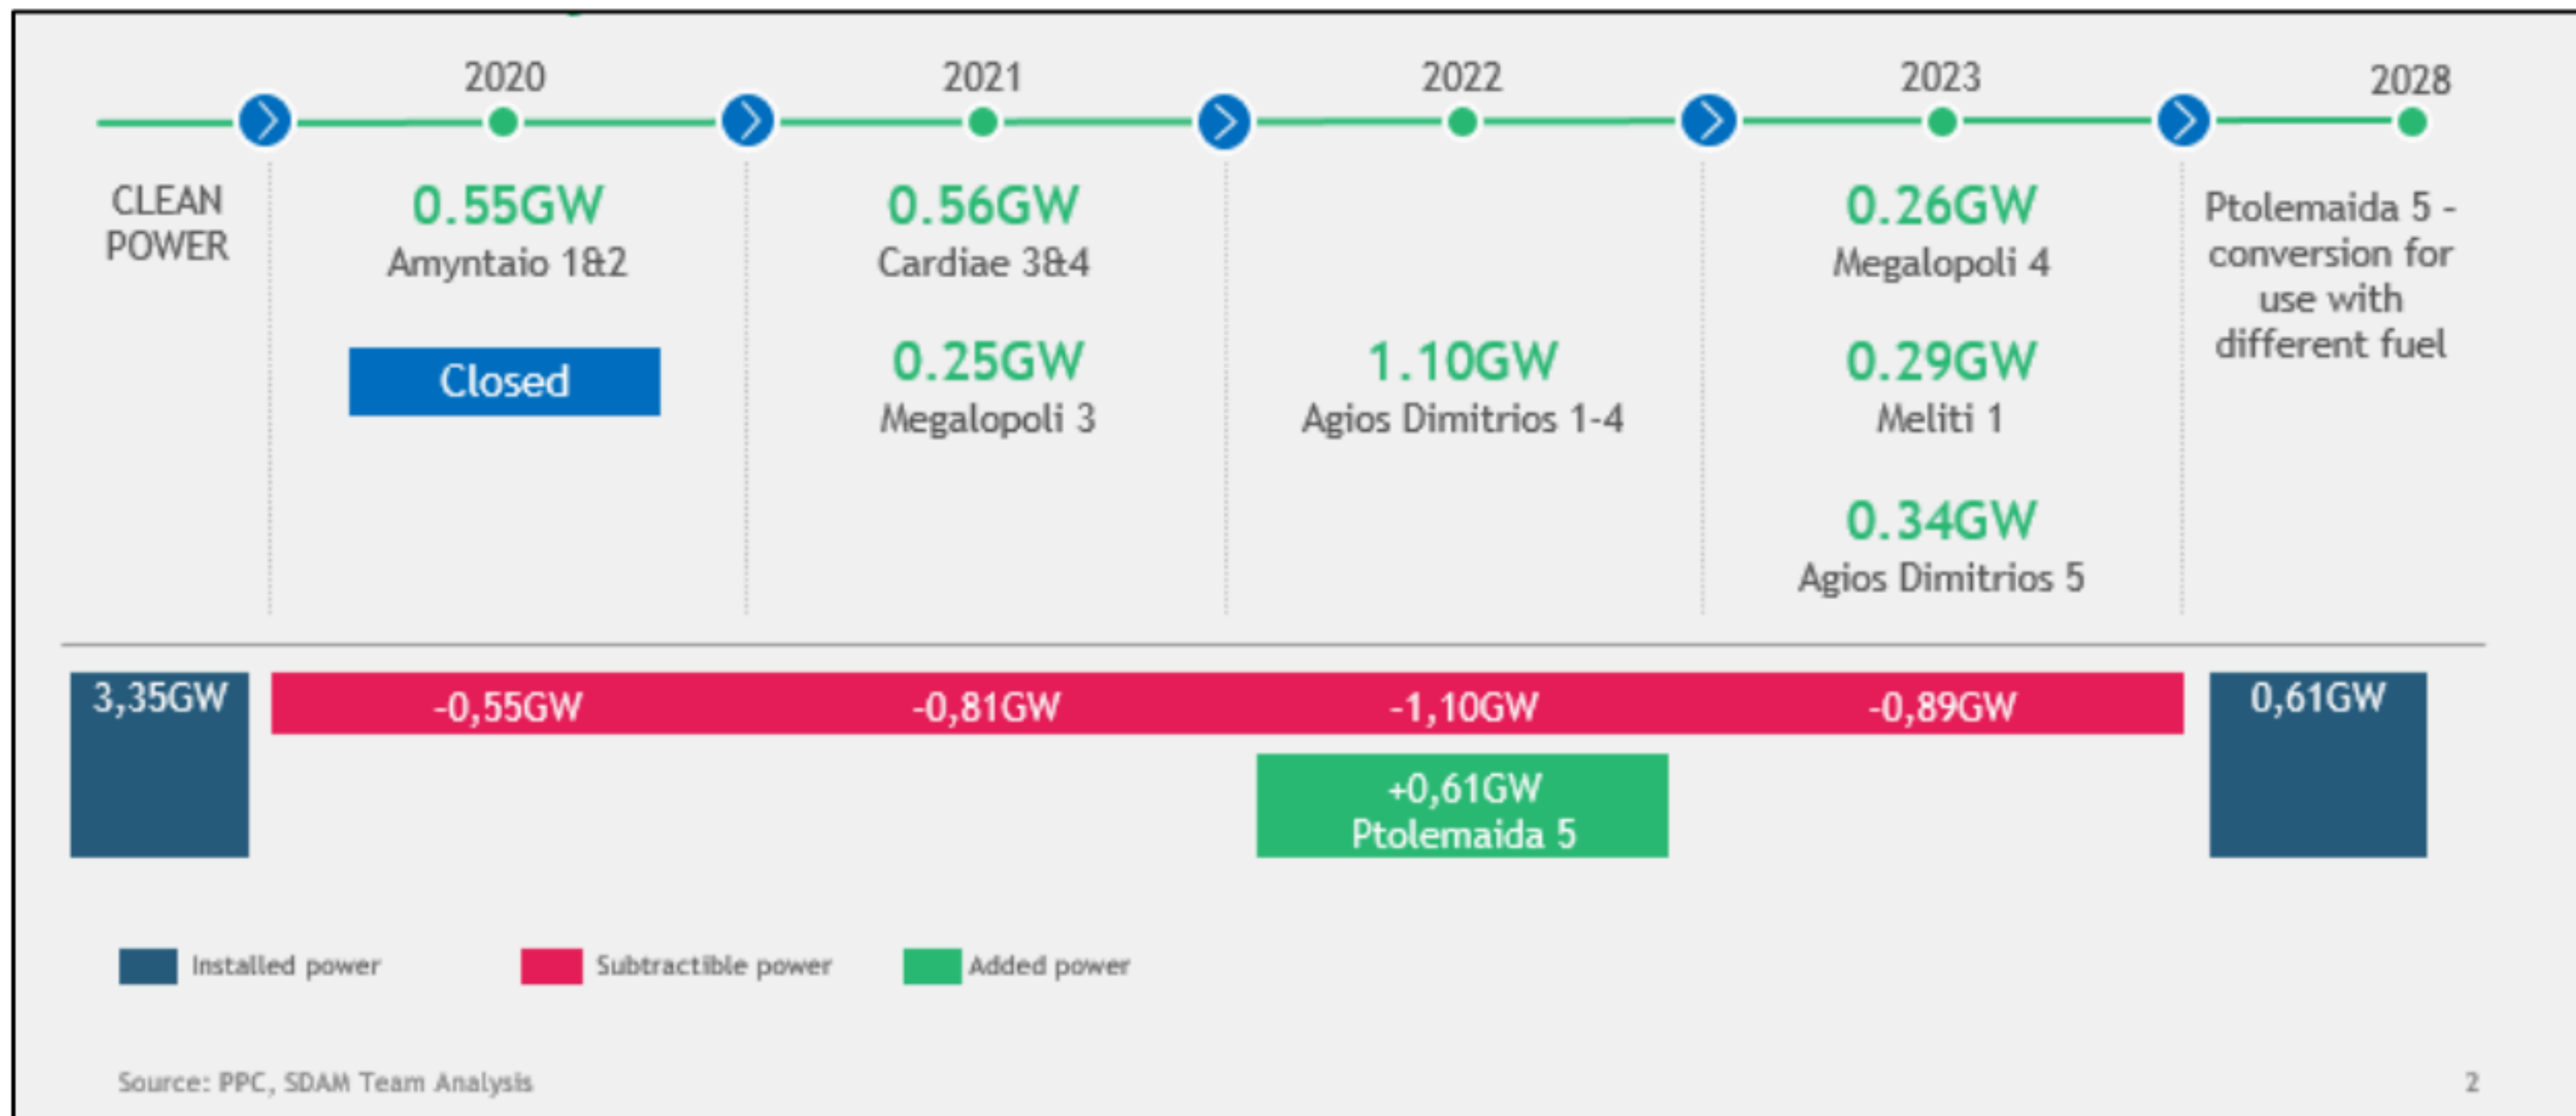 2020
2021
2022
2023
2028
CLEAN
POWER
0.55GW
Amyntaio 1&2
Closed
0.56GW
Cardiae 3&4
0.25GW
Megalopoli 3
1.10GW
Agios Dimitrios 1-4
0.26GW
Megalopoli 4
0.29GW
Meliti 1
0.34GW
Agios Dimitrios 5
Ptolemaida 5 -
conversion for
use with
different fuel
3,35GW
-0,55GW
-0,81GW
-1,10GW
-0,89GW
0,61GW
+0,61GW
Ptolemaida 5
Installed power
Subtractible power
Added power
Source: PPC, SDAM Team Analysis
2